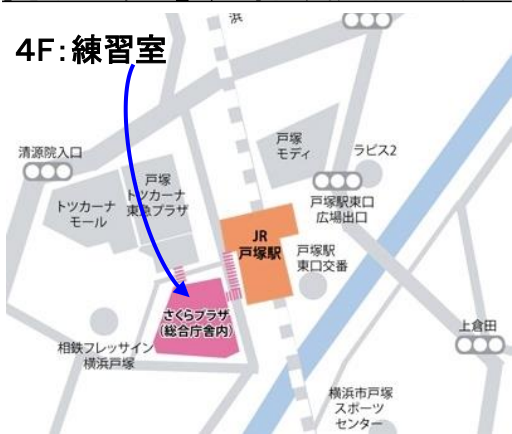 浜
4F:練習室
清源院入口
戸塚
モディ
ラピス2
戸塚
トツカーナ
東急プラザ
トツカーナ
モール
戸塚駅東口
広場出口
JR
戸塚駅
戸塚駅
東口交番
さくらプラザ
(総合庁舎内)
相鉄フレッサイン
横浜戸塚
上倉田
横浜市戸塚
スポーツ
センター